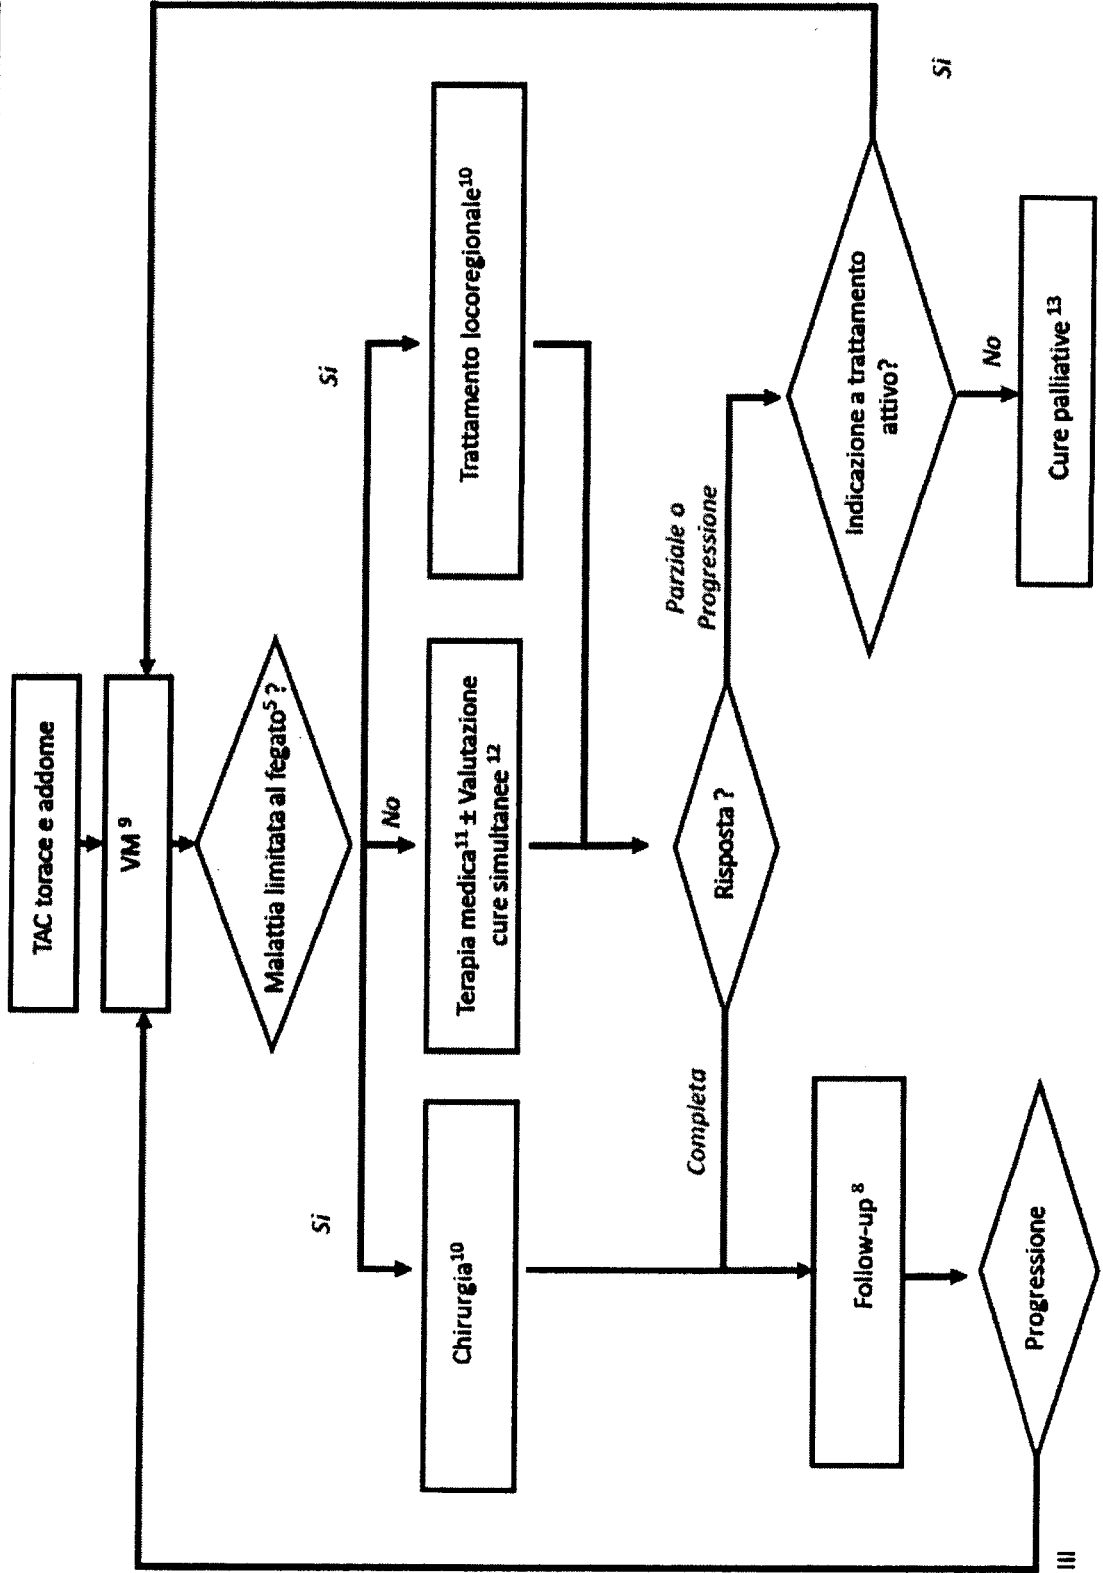 TAC torace e addome
VM 9
Malattia limitata al fegato5 ?
Si
No
Si
Chirurgia10
Terapia medica11 ± Valutazione
cure simultanee 12
Trattamento locoregionale10
Completa
Risposta ?
Parziale o
Progressione
Follow-up 8
Indicazione a trattamento
attivo?
Si
No
Progressione
Cure palliative 13
III